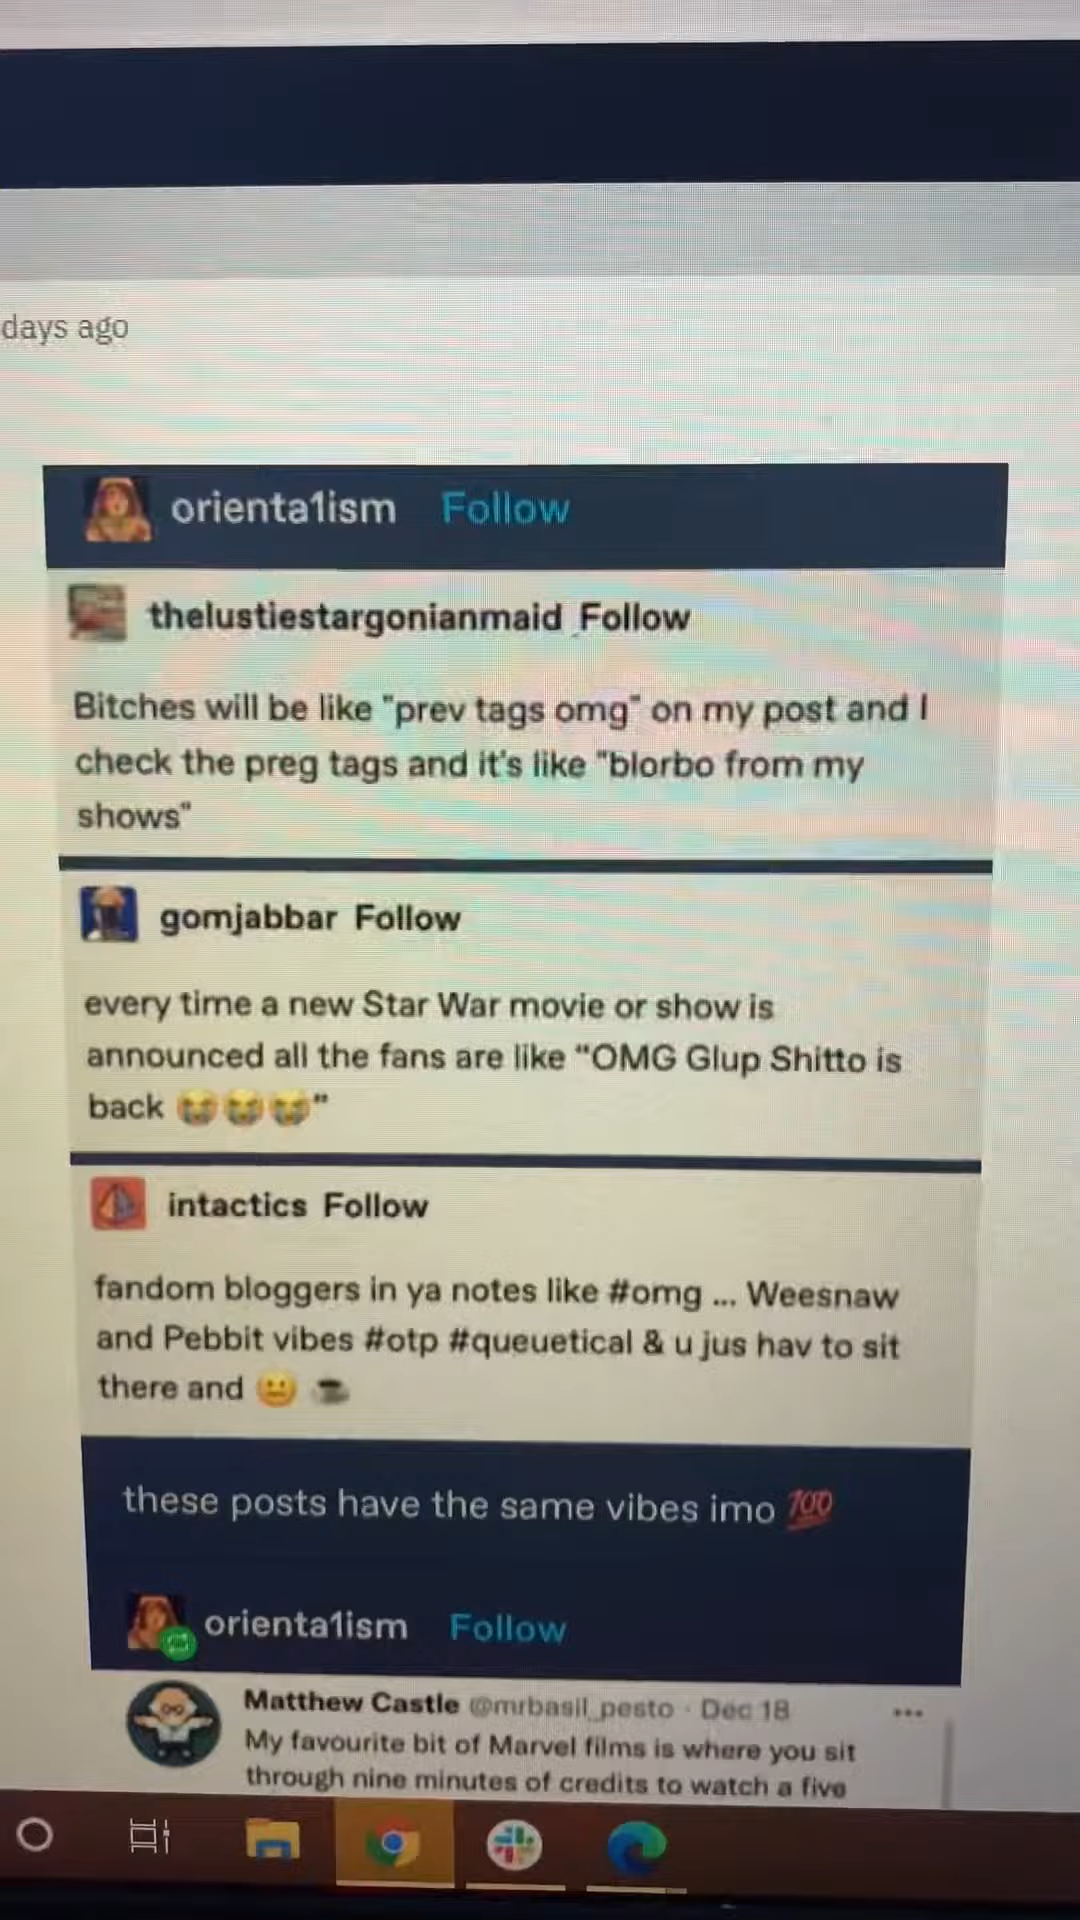 days ago
orienta1ism Follow
thelustiestargonianmaid Follow
Bitches will be like "prev tags omg" on my post and I
check the preg tags and it's like "blorbo from my
shows"
gomjabbar Follow
every time a new Star War movie or show is
announced all the fans are like “OMG Glup Shitto is
back 😭😭😭”
intactics Follow
fandom bloggers in ya notes like #omg ... Weesnaw
and Pebbit vibes #otp #queuetical & u jus hav to sit
there and 😐 ☕
these posts have the same vibes imo 💯
orienta1ism Follow
Matthew Castle @mrbasil_pesto · Dec 18
My favourite bit of Marvel films is where you sit
through nine minutes of credits to watch a five